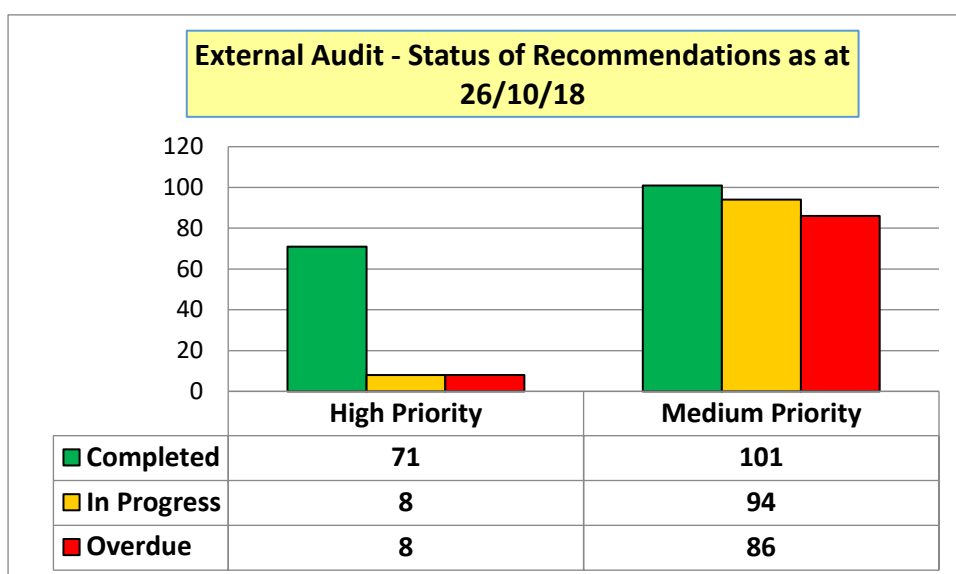 External Audit - Status of Recommendations as at
26/10/18
120
100
80
60
40
20
0
High Priority Medium Priority
Completed 71 101
In Progress 8 94
Overdue 8 86